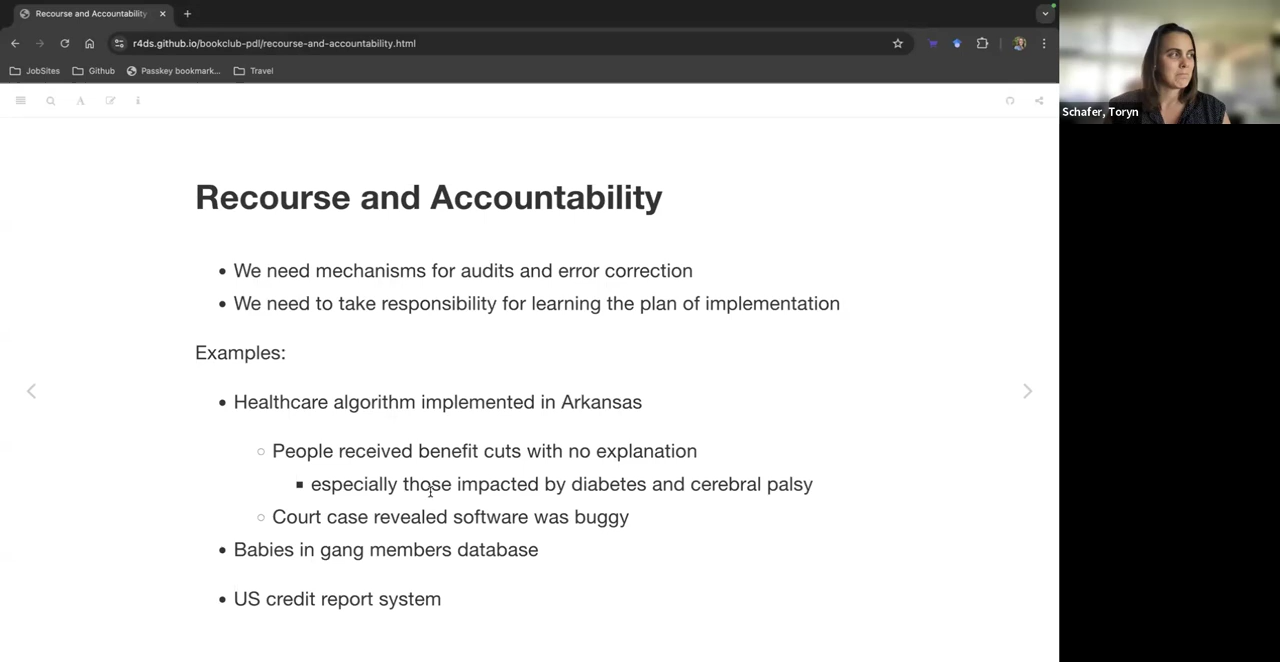 Recourse and Accountability
r4ds.github.io/bookclub-pdl/recourse-and-accountability.html
JobSites Github Passkey bookmark... Travel
Schafer, Toryn
Recourse and Accountability
We need mechanisms for audits and error correction
We need to take responsibility for learning the plan of implementation
Examples:
Healthcare algorithm implemented in Arkansas
People received benefit cuts with no explanation
especially those impacted by diabetes and cerebral palsy
Court case revealed software was buggy
Babies in gang members database
US credit report system